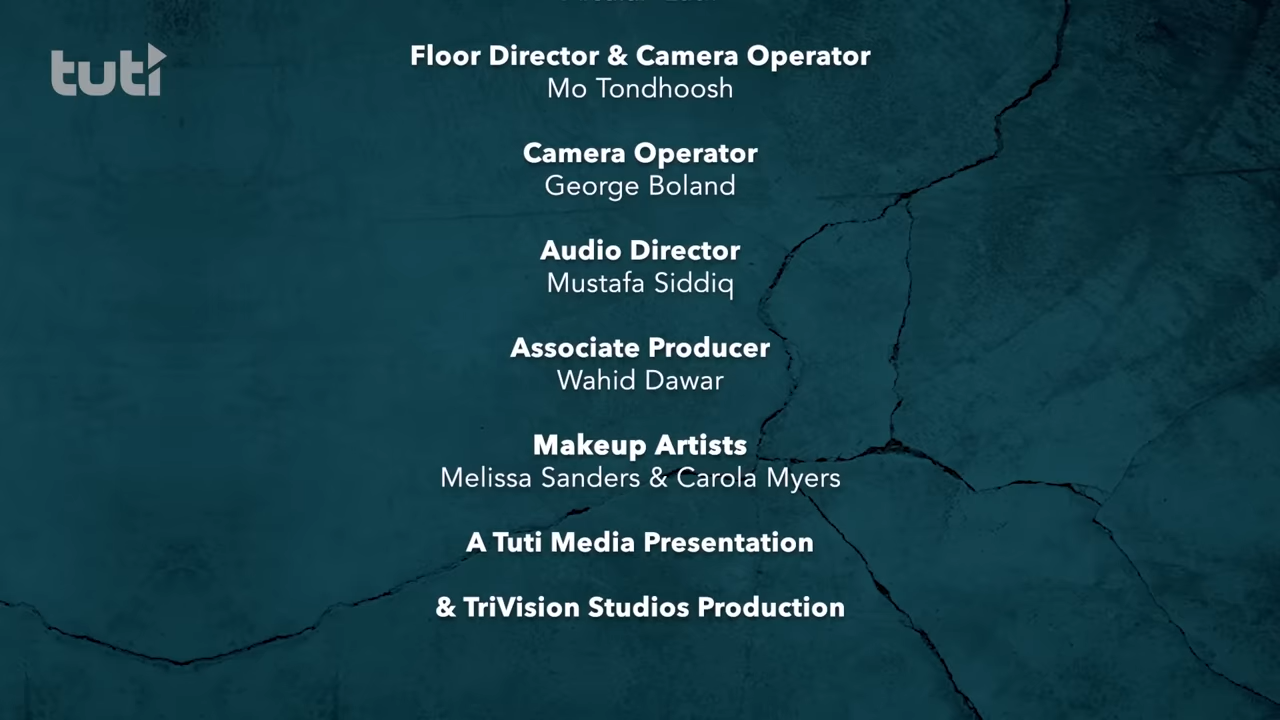 tuti
Floor Director & Camera Operator
Mo Tondhoosh
Camera Operator
George Boland
Audio Director
Mustafa Siddiq
Associate Producer
Wahid Dawar
Makeup Artists
Melissa Sanders & Carola Myers
A Tuti Media Presentation
& TriVision Studios Production